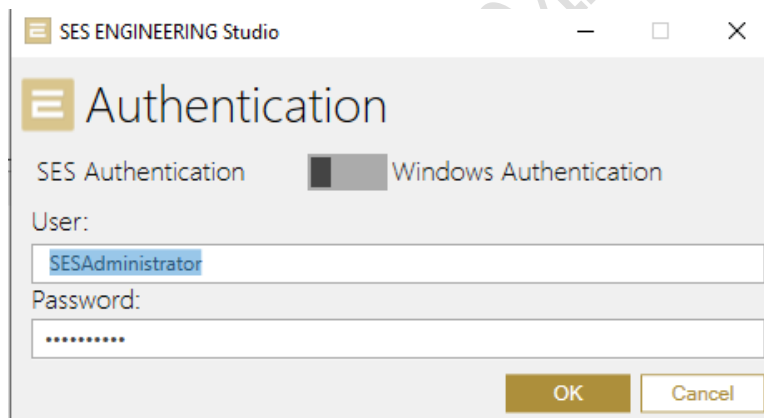 SES ENGINEERING Studio
Authentication
SES Authentication Windows Authentication
User:
SESAdministrator
Password:
••••••••••
OK Cancel